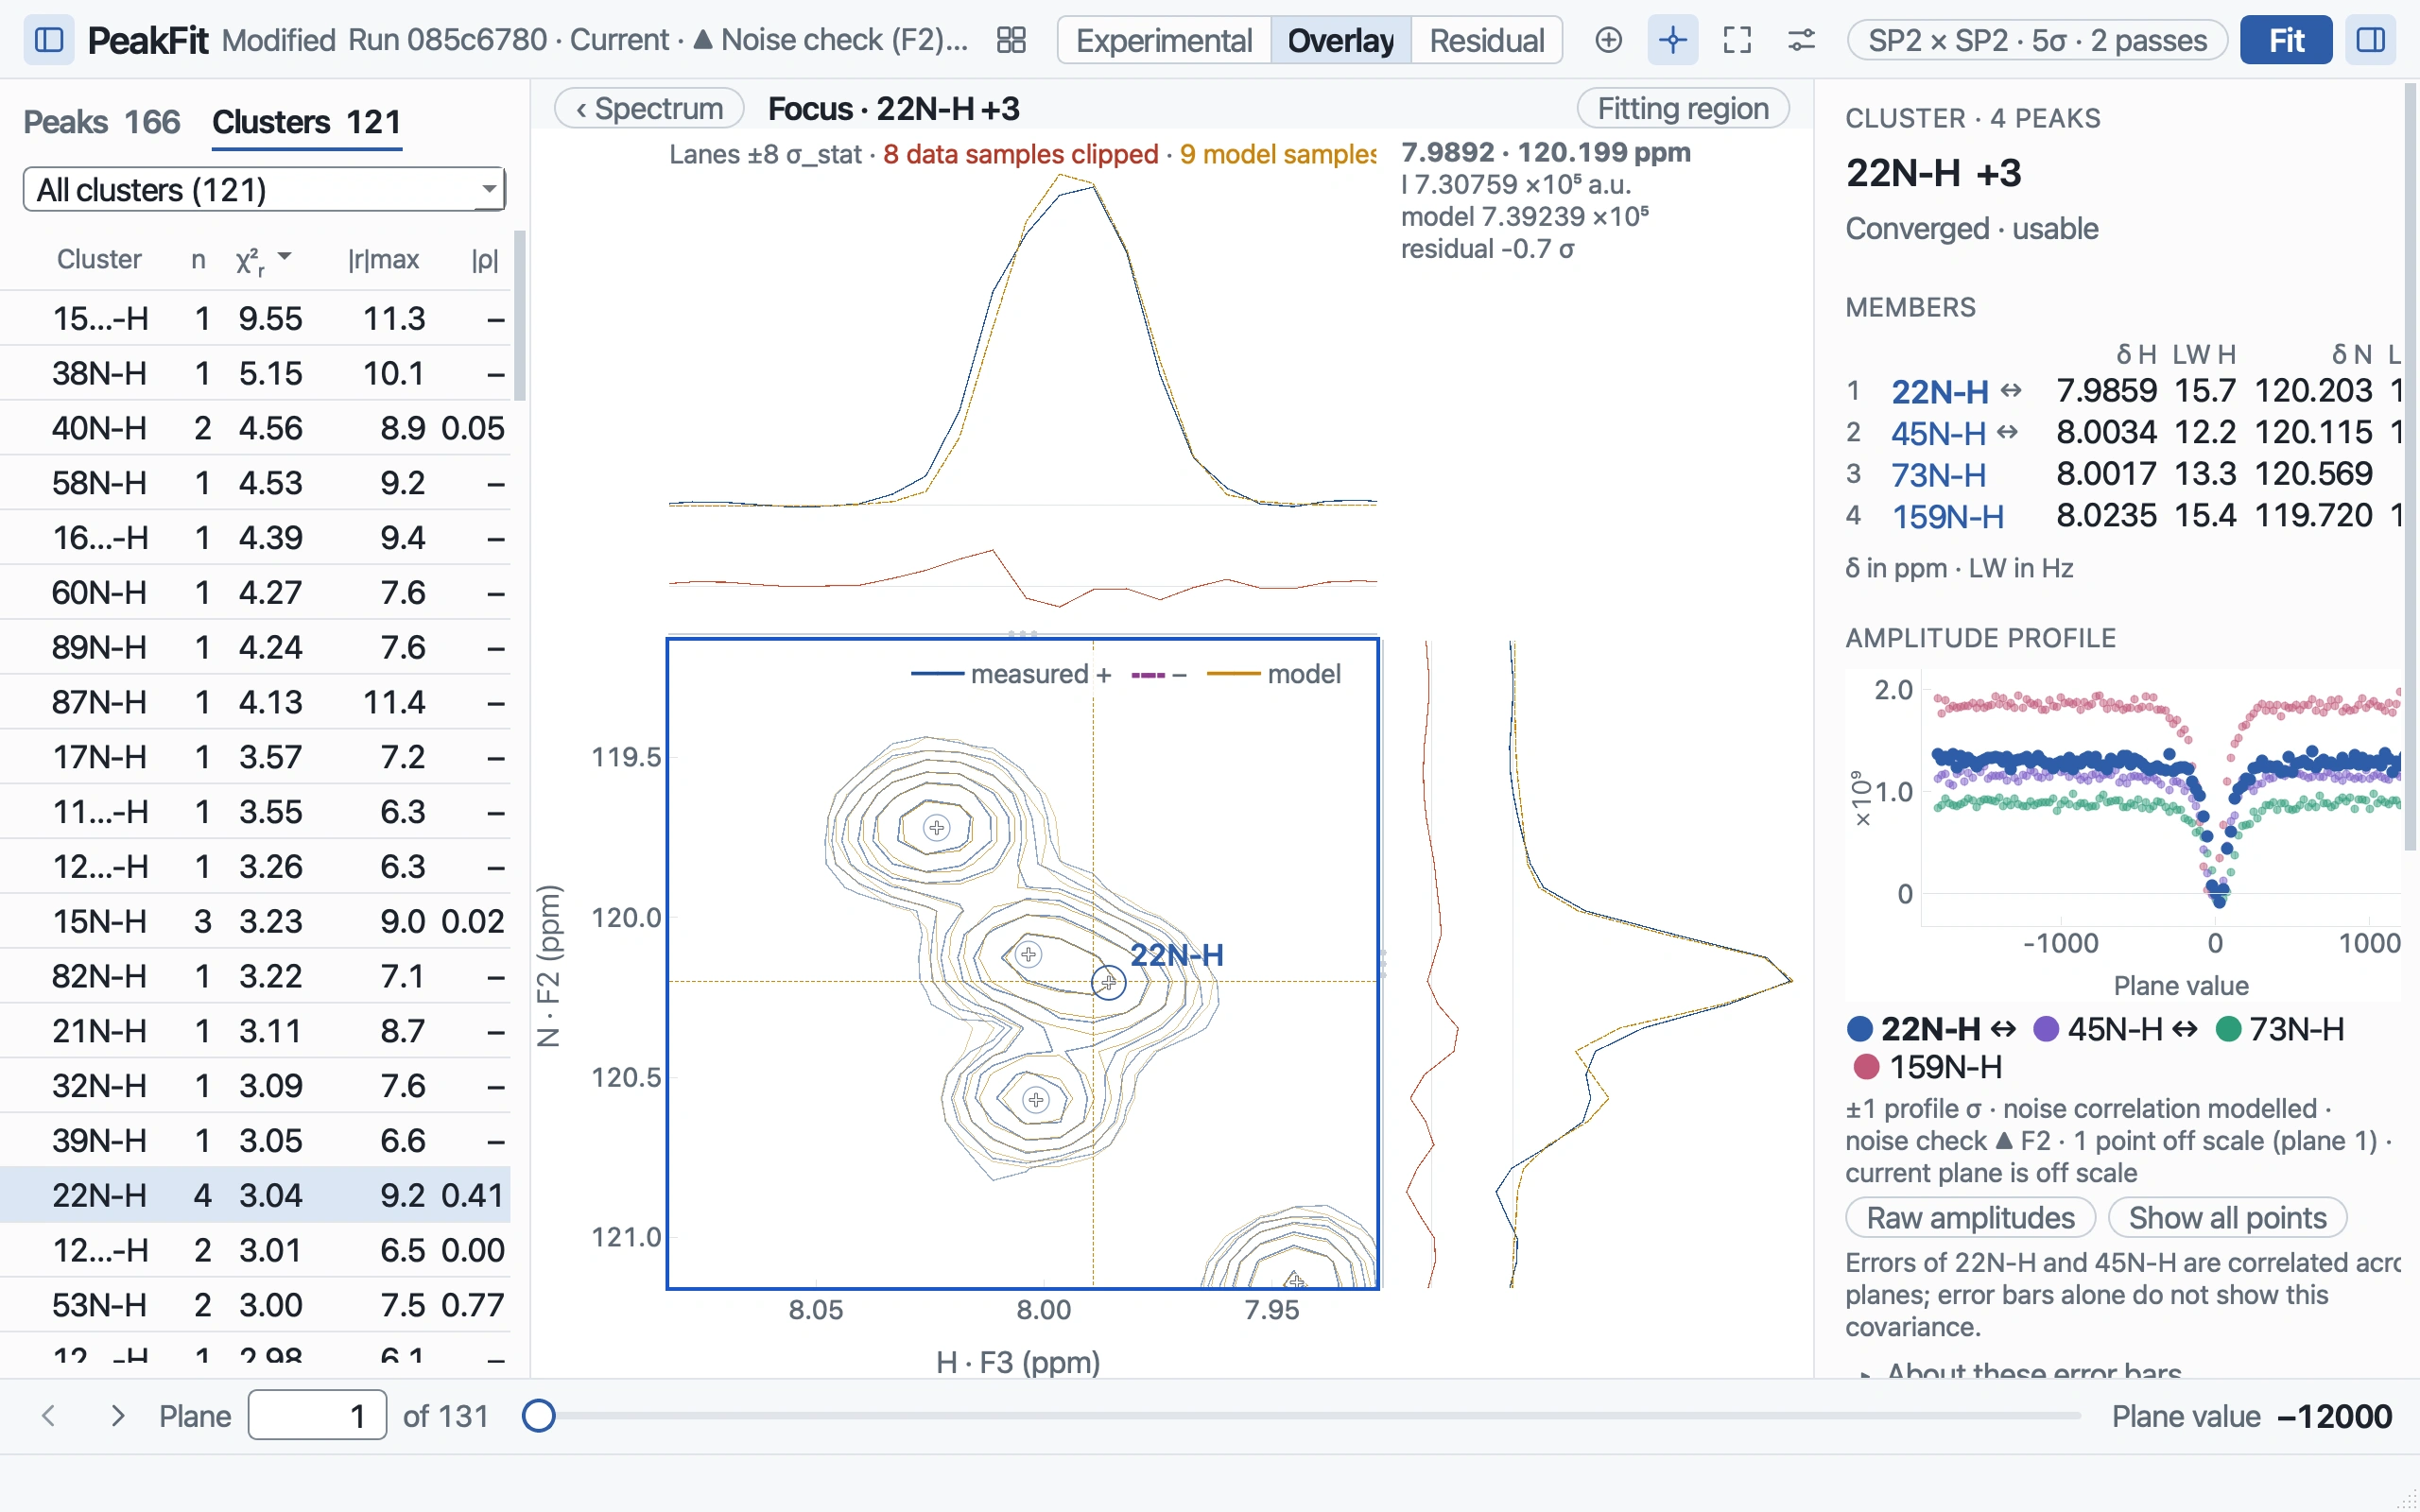 PeakFit Modified Run 085c6780 · Current · ▲ Noise check (F2)... Experimental Overlay Residual SP2 × SP2 · 5σ · 2 passes Fit
Peaks 166 Clusters 121
All clusters (121)
Cluster n χ²r |r|max |ρ|
15...-H 1 9.55 11.3 –
38N-H 1 5.15 10.1 –
40N-H 2 4.56 8.9 0.05
58N-H 1 4.53 9.2 –
16...-H 1 4.39 9.4 –
60N-H 1 4.27 7.6 –
89N-H 1 4.24 7.6 –
87N-H 1 4.13 11.4 –
17N-H 1 3.57 7.2 –
11...-H 1 3.55 6.3 –
12...-H 1 3.26 6.3 –
15N-H 3 3.23 9.0 0.02
82N-H 1 3.22 7.1 –
21N-H 1 3.11 8.7 –
32N-H 1 3.09 7.6 –
39N-H 1 3.05 6.6 –
22N-H 4 3.04 9.2 0.41
12...-H 2 3.01 6.5 0.00
53N-H 2 3.00 7.5 0.77
12...-H 1 2.98 6.1 –
‹ Spectrum Focus · 22N-H +3 Fitting region
Lanes ±8 σ_stat · 8 data samples clipped · 9 model samples
7.9892 · 120.199 ppm
I 7.30759 ×10⁵ a.u.
model 7.39239 ×10⁵
residual -0.7 σ
measured + – model
22N-H
119.5
120.0
120.5
121.0
N · F2 (ppm)
8.05 8.00 7.95
H · F3 (ppm)
CLUSTER · 4 PEAKS
22N-H +3
Converged · usable
MEMBERS
δ H LW H δ N L
1 22N-H ↔ 7.9859 15.7 120.203 1
2 45N-H ↔ 8.0034 12.2 120.115 1
3 73N-H 8.0017 13.3 120.569
4 159N-H 8.0235 15.4 119.720 1
δ in ppm · LW in Hz
AMPLITUDE PROFILE
2.0
1.0
0
×10⁹
-1000 0 1000
Plane value
22N-H ↔ 45N-H ↔ 73N-H
159N-H
±1 profile σ · noise correlation modelled ·
noise check ▲ F2 · 1 point off scale (plane 1) ·
current plane is off scale
Raw amplitudes Show all points
Errors of 22N-H and 45N-H are correlated acrc
planes; error bars alone do not show this
covariance.
▸ About these error bars
Plane 1 of 131 Plane value −12000